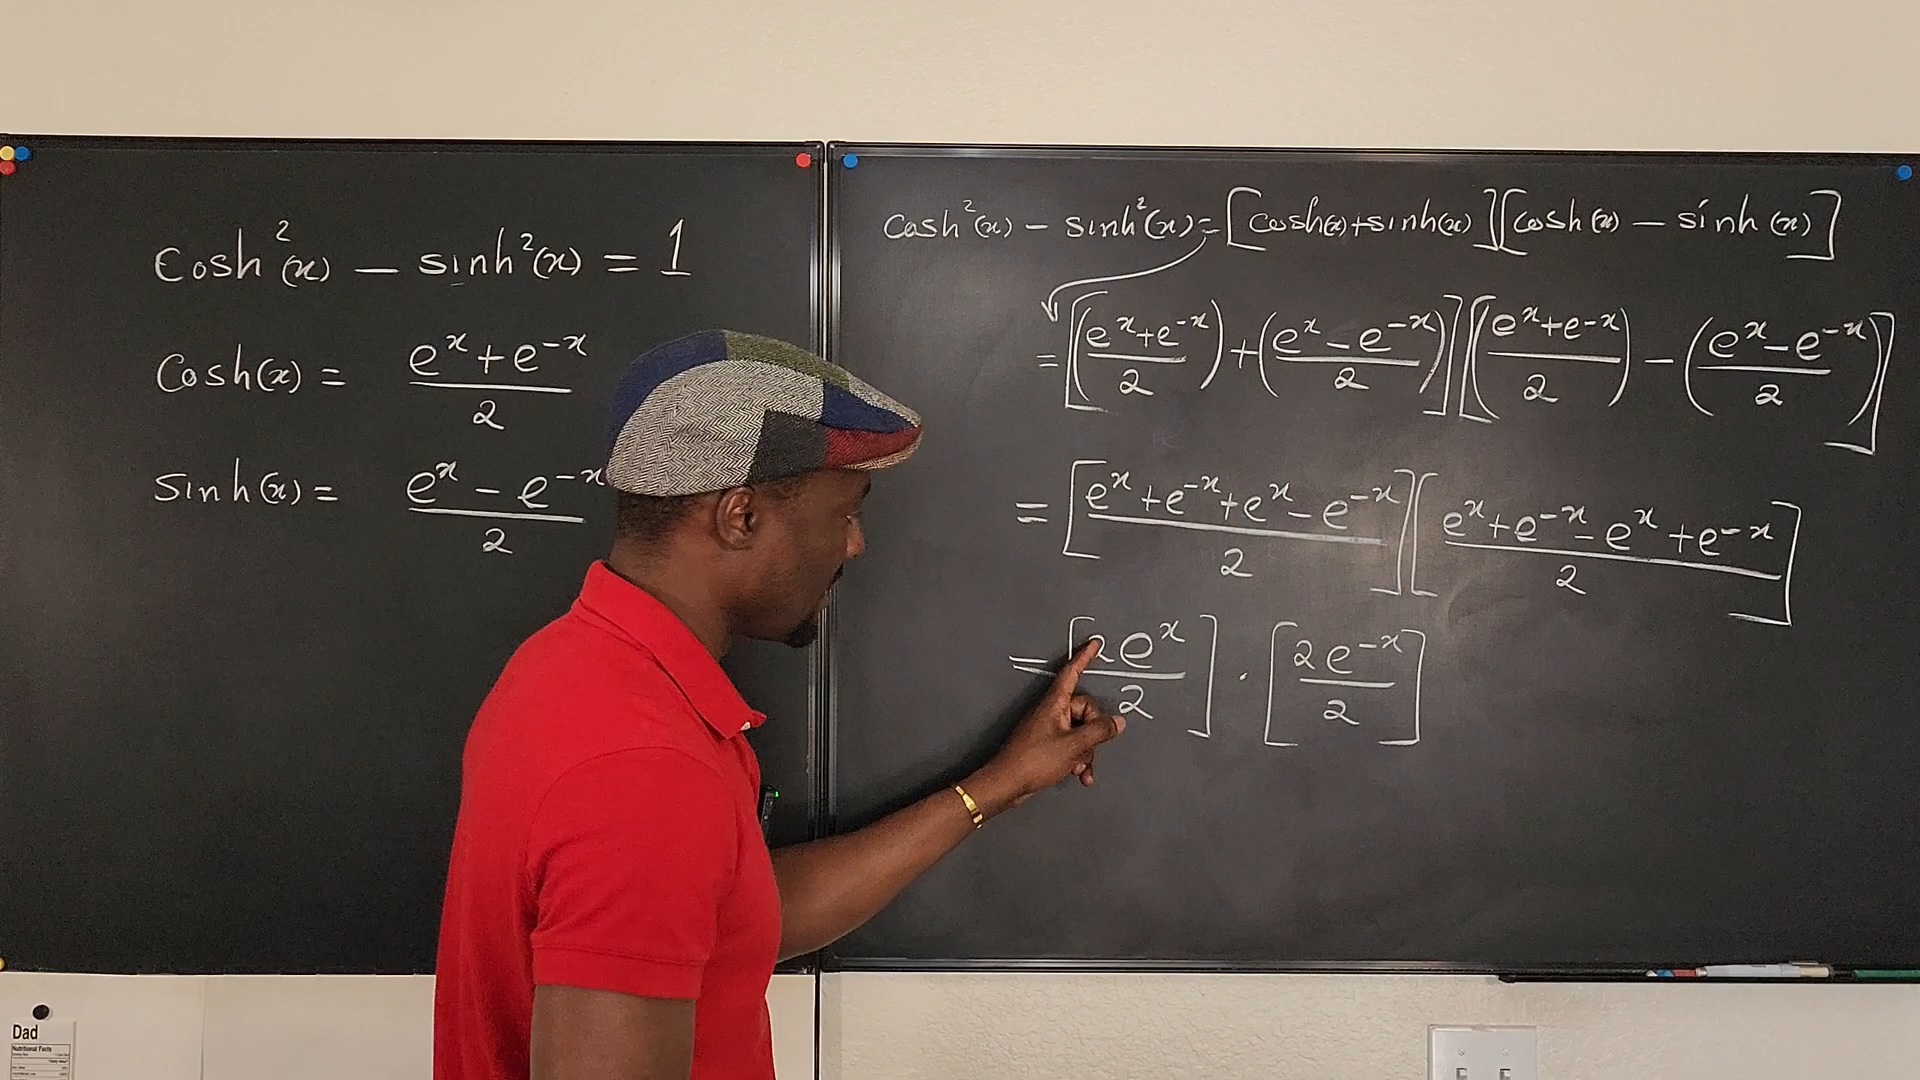 Cosh²(x) – sinh²(x) = 1
Cosh(x) = (e^x + e^-x)/2
sinh(x) = (e^x – e^-x)/2
Cosh²(x) – sinh²(x) = [Cosh(x)+sinh(x)][Cosh(x) – sinh(x)]
= [((e^x+e^-x)/2) + ((e^x – e^-x)/2)][((e^x+e^-x)/2) – ((e^x – e^-x)/2)]
= [(e^x + e^-x + e^x – e^-x)/2][(e^x + e^-x – e^x + e^-x)/2]
= [2e^x/2] · [2e^-x/2]
Dad
Nutritional Facts